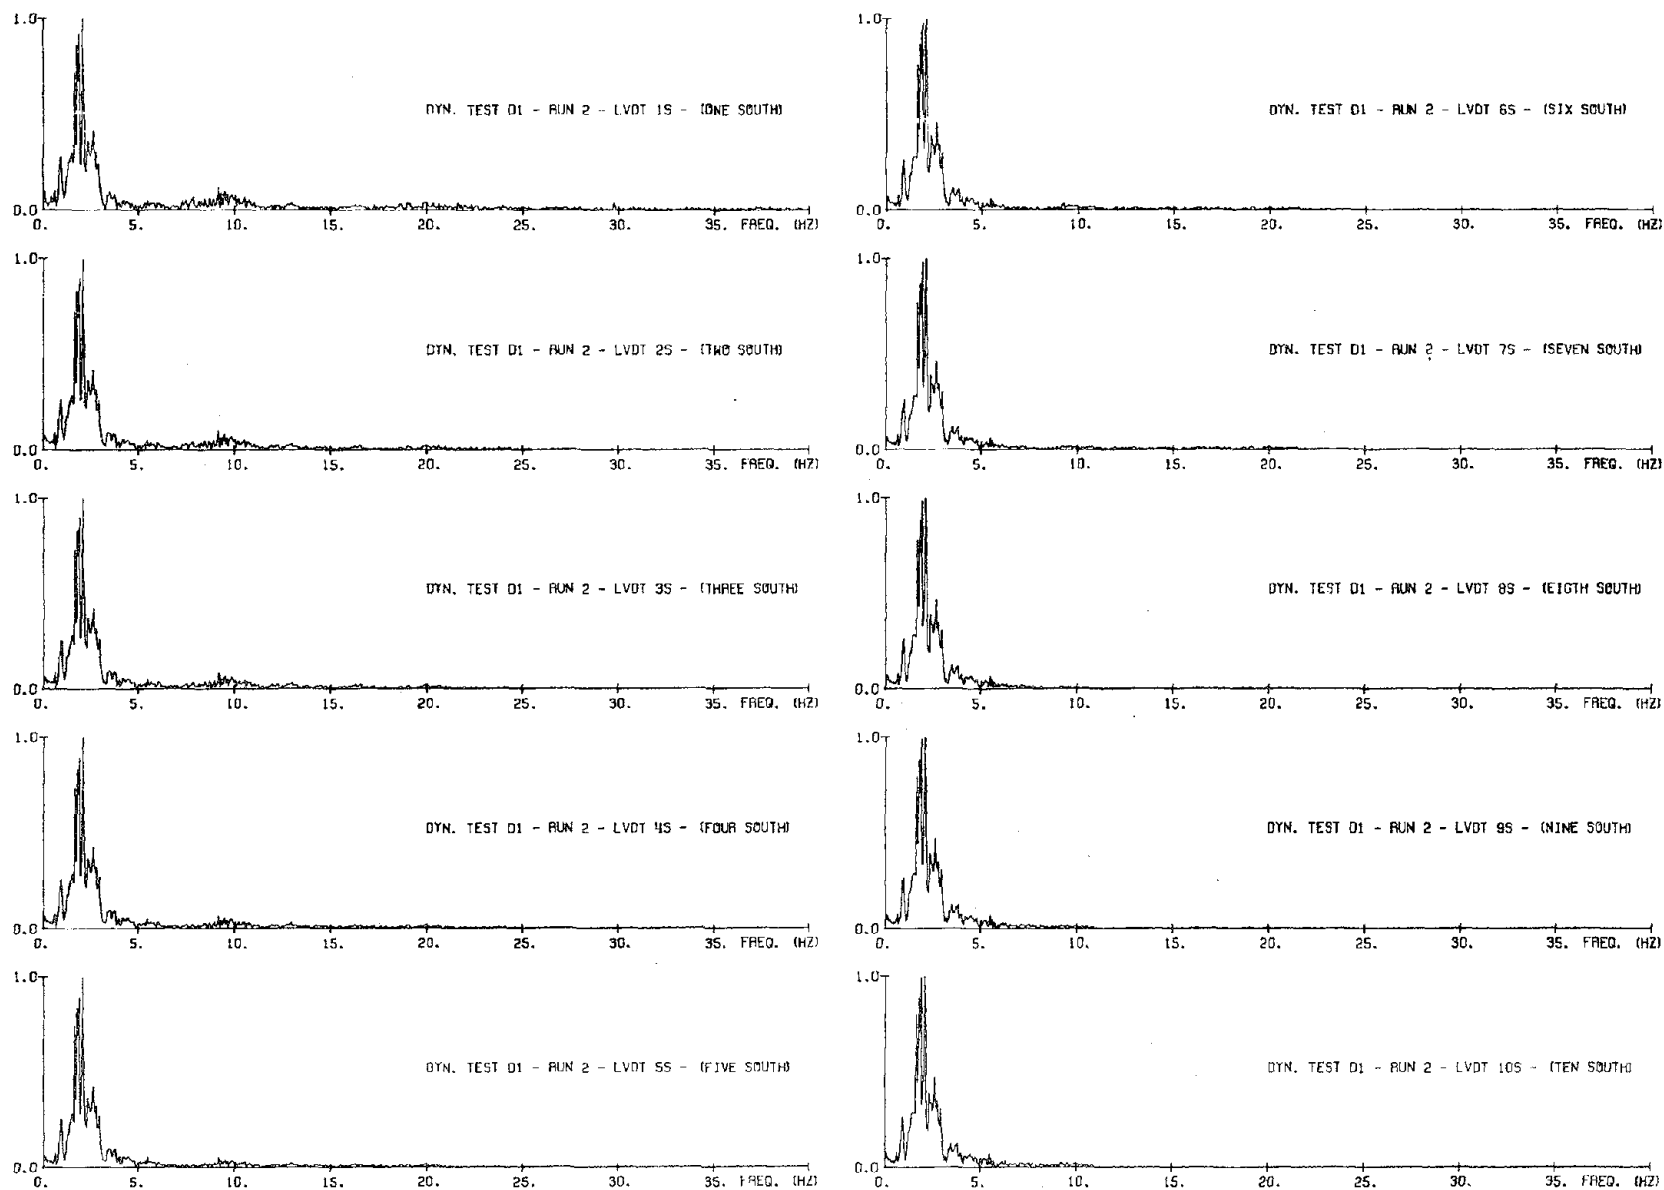 1.0
DYN. TEST D1 - RUN 2 - LVDT 1S - (ONE SOUTH)
0.0
0. 5. 10. 15. 20. 25. 30. 35. FREQ. (HZ)
1.0
DYN. TEST D1 - RUN 2 - LVDT 2S - (TWO SOUTH)
0.0
0. 5. 10. 15. 20. 25. 30. 35. FREQ. (HZ)
1.0
DYN. TEST D1 - RUN 2 - LVDT 3S - (THREE SOUTH)
0.0
0. 5. 10. 15. 20. 25. 30. 35. FREQ. (HZ)
1.0
DYN. TEST D1 - RUN 2 - LVDT 4S - (FOUR SOUTH)
0.0
0. 5. 10. 15. 20. 25. 30. 35. FREQ. (HZ)
1.0
DYN. TEST D1 - RUN 2 - LVDT 5S - (FIVE SOUTH)
0.0
0. 5. 10. 15. 20. 25. 30. 35. FREQ. (HZ)
1.0
DYN. TEST D1 - RUN 2 - LVDT 6S - (SIX SOUTH)
0.0
0. 5. 10. 15. 20. 25. 30. 35. FREQ. (HZ)
1.0
DYN. TEST D1 - RUN 2 - LVDT 7S - (SEVEN SOUTH)
0.0
0. 5. 10. 15. 20. 25. 30. 35. FREQ. (HZ)
1.0
DYN. TEST D1 - RUN 2 - LVDT 8S - (EIGTH SOUTH)
0.0
0. 5. 10. 15. 20. 25. 30. 35. FREQ. (HZ)
1.0
DYN. TEST D1 - RUN 2 - LVDT 9S - (NINE SOUTH)
0.0
0. 5. 10. 15. 20. 25. 30. 35. FREQ. (HZ)
1.0
DYN. TEST D1 - RUN 2 - LVDT 10S - (TEN SOUTH)
0.0
0. 5. 10. 15. 20. 25. 30. 35. FREQ. (HZ)